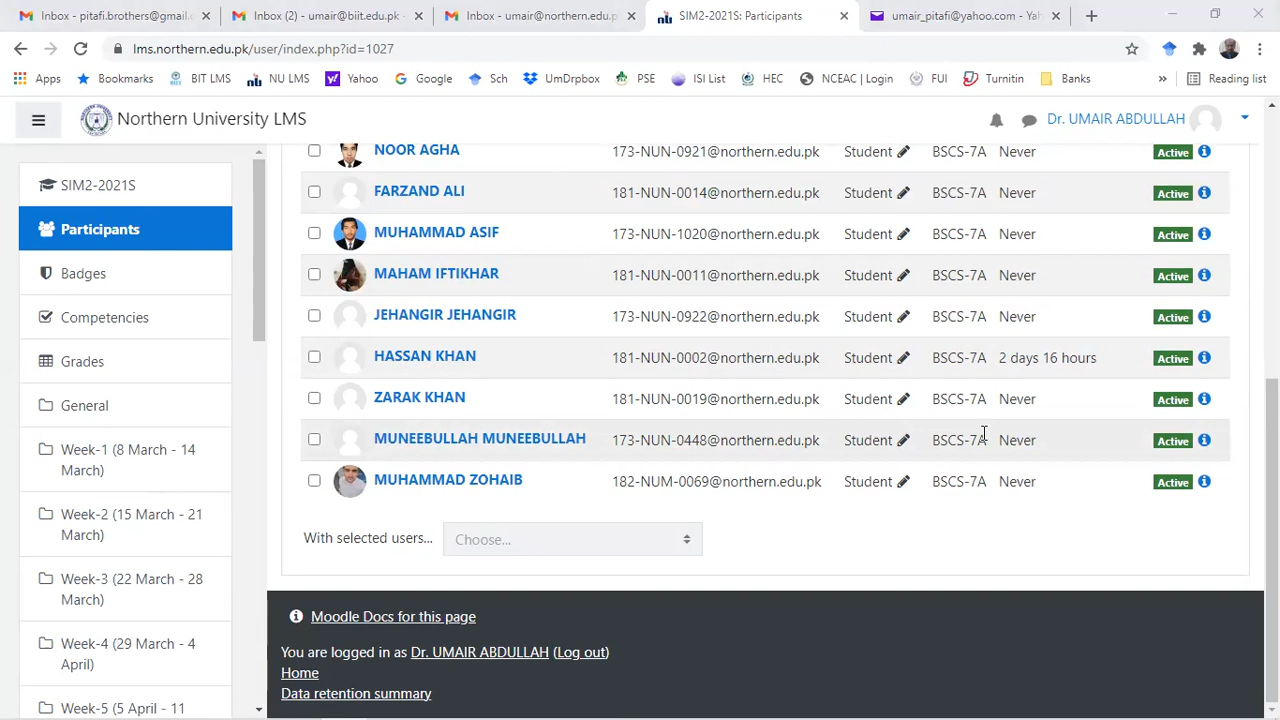 Inbox - pitafi.brothers@gmail. Inbox (2) - umair@biit.edu.pk - Inbox - umair@northern.edu.p SIM2-2021S: Participants umair_pitafi@yahoo.com - Ya
lms.northern.edu.pk/user/index.php?id=1027
Apps Bookmarks BIT LMS NU LMS Yahoo Google Sch UmDrpbox PSE ISI List HEC NCEAC | Login FUI Turnitin Banks » Reading list
Northern University LMS Dr. UMAIR ABDULLAH
SIM2-2021S
Participants
Badges
Competencies
Grades
General
Week-1 (8 March - 14
March)
Week-2 (15 March - 21
March)
Week-3 (22 March - 28
March)
Week-4 (29 March - 4
April)
Week-5 (5 April - 11
NOOR AGHA 173-NUN-0921@northern.edu.pk Student BSCS-7A Never Active
FARZAND ALI 181-NUN-0014@northern.edu.pk Student BSCS-7A Never Active
MUHAMMAD ASIF 173-NUN-1020@northern.edu.pk Student BSCS-7A Never Active
MAHAM IFTIKHAR 181-NUN-0011@northern.edu.pk Student BSCS-7A Never Active
JEHANGIR JEHANGIR 173-NUN-0922@northern.edu.pk Student BSCS-7A Never Active
HASSAN KHAN 181-NUN-0002@northern.edu.pk Student BSCS-7A 2 days 16 hours Active
ZARAK KHAN 181-NUN-0019@northern.edu.pk Student BSCS-7A Never Active
MUNEEBULLAH MUNEEBULLAH 173-NUN-0448@northern.edu.pk Student BSCS-7A Never Active
MUHAMMAD ZOHAIB 182-NUM-0069@northern.edu.pk Student BSCS-7A Never Active
With selected users... Choose...
Moodle Docs for this page
You are logged in as Dr. UMAIR ABDULLAH (Log out)
Home
Data retention summary